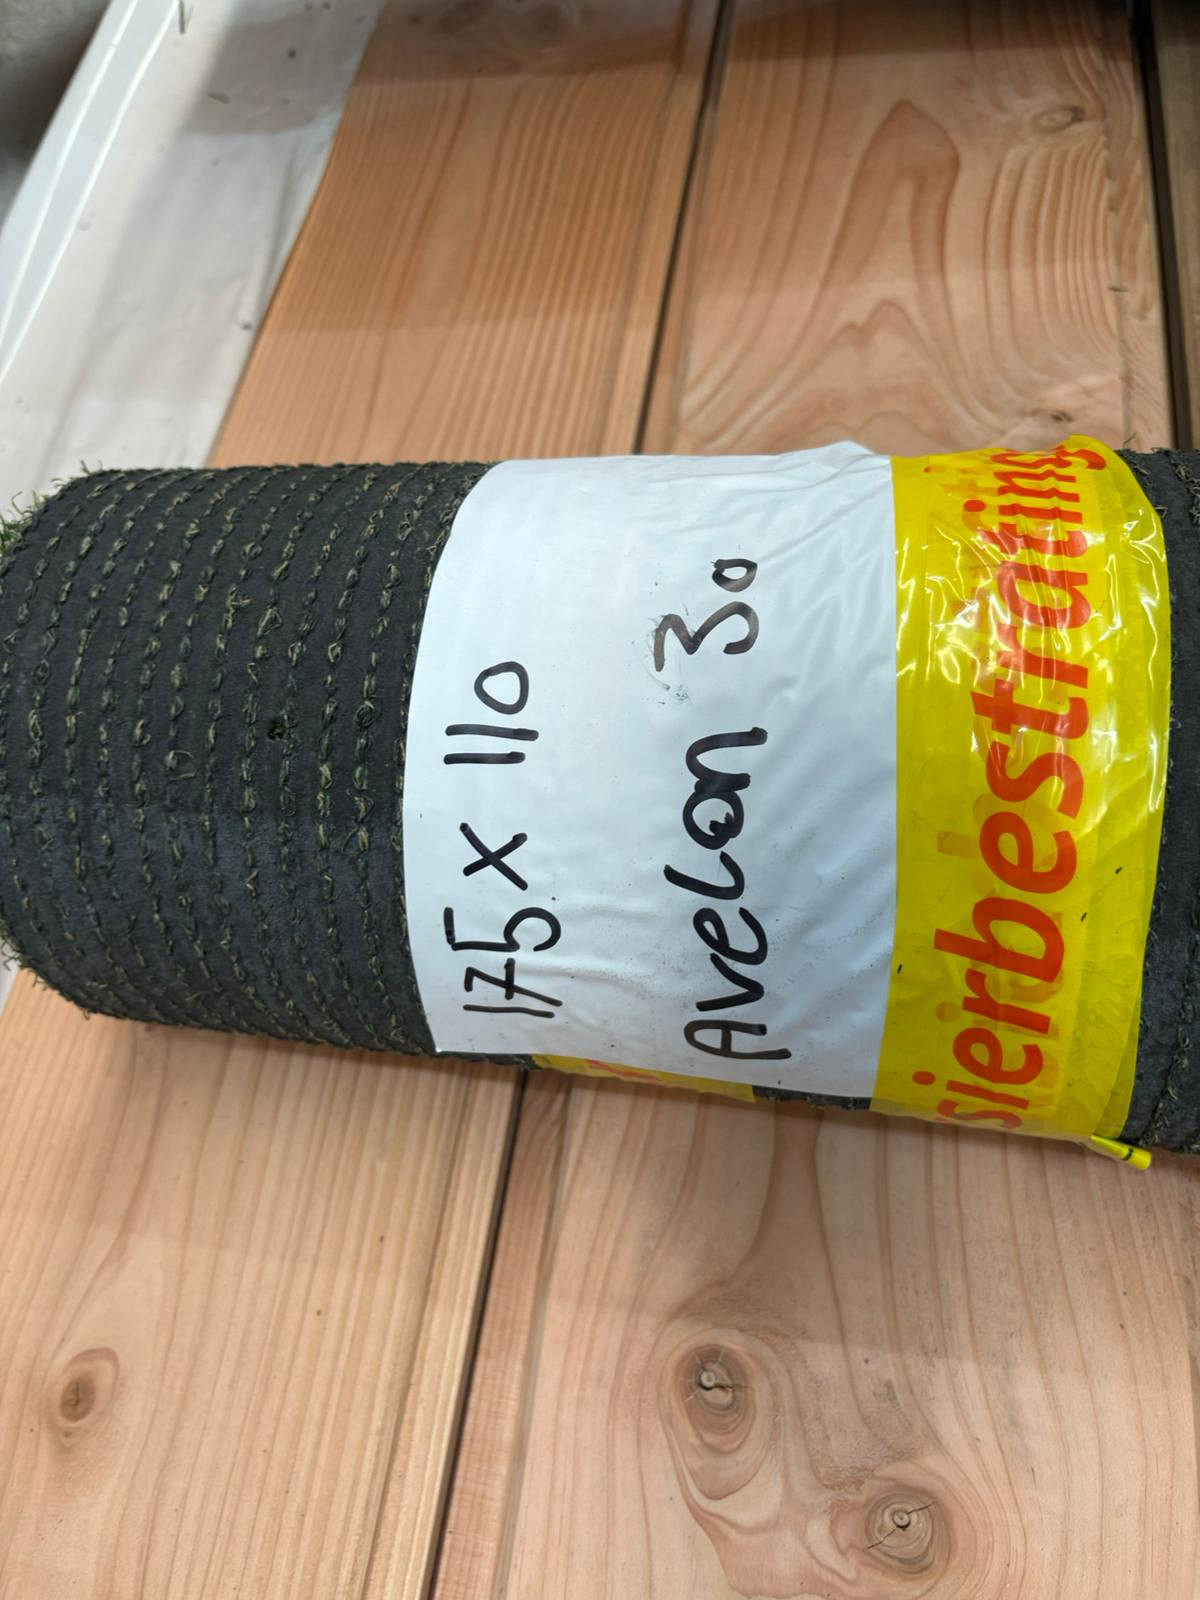 175 x 110
Avelon 30
sierbestrating